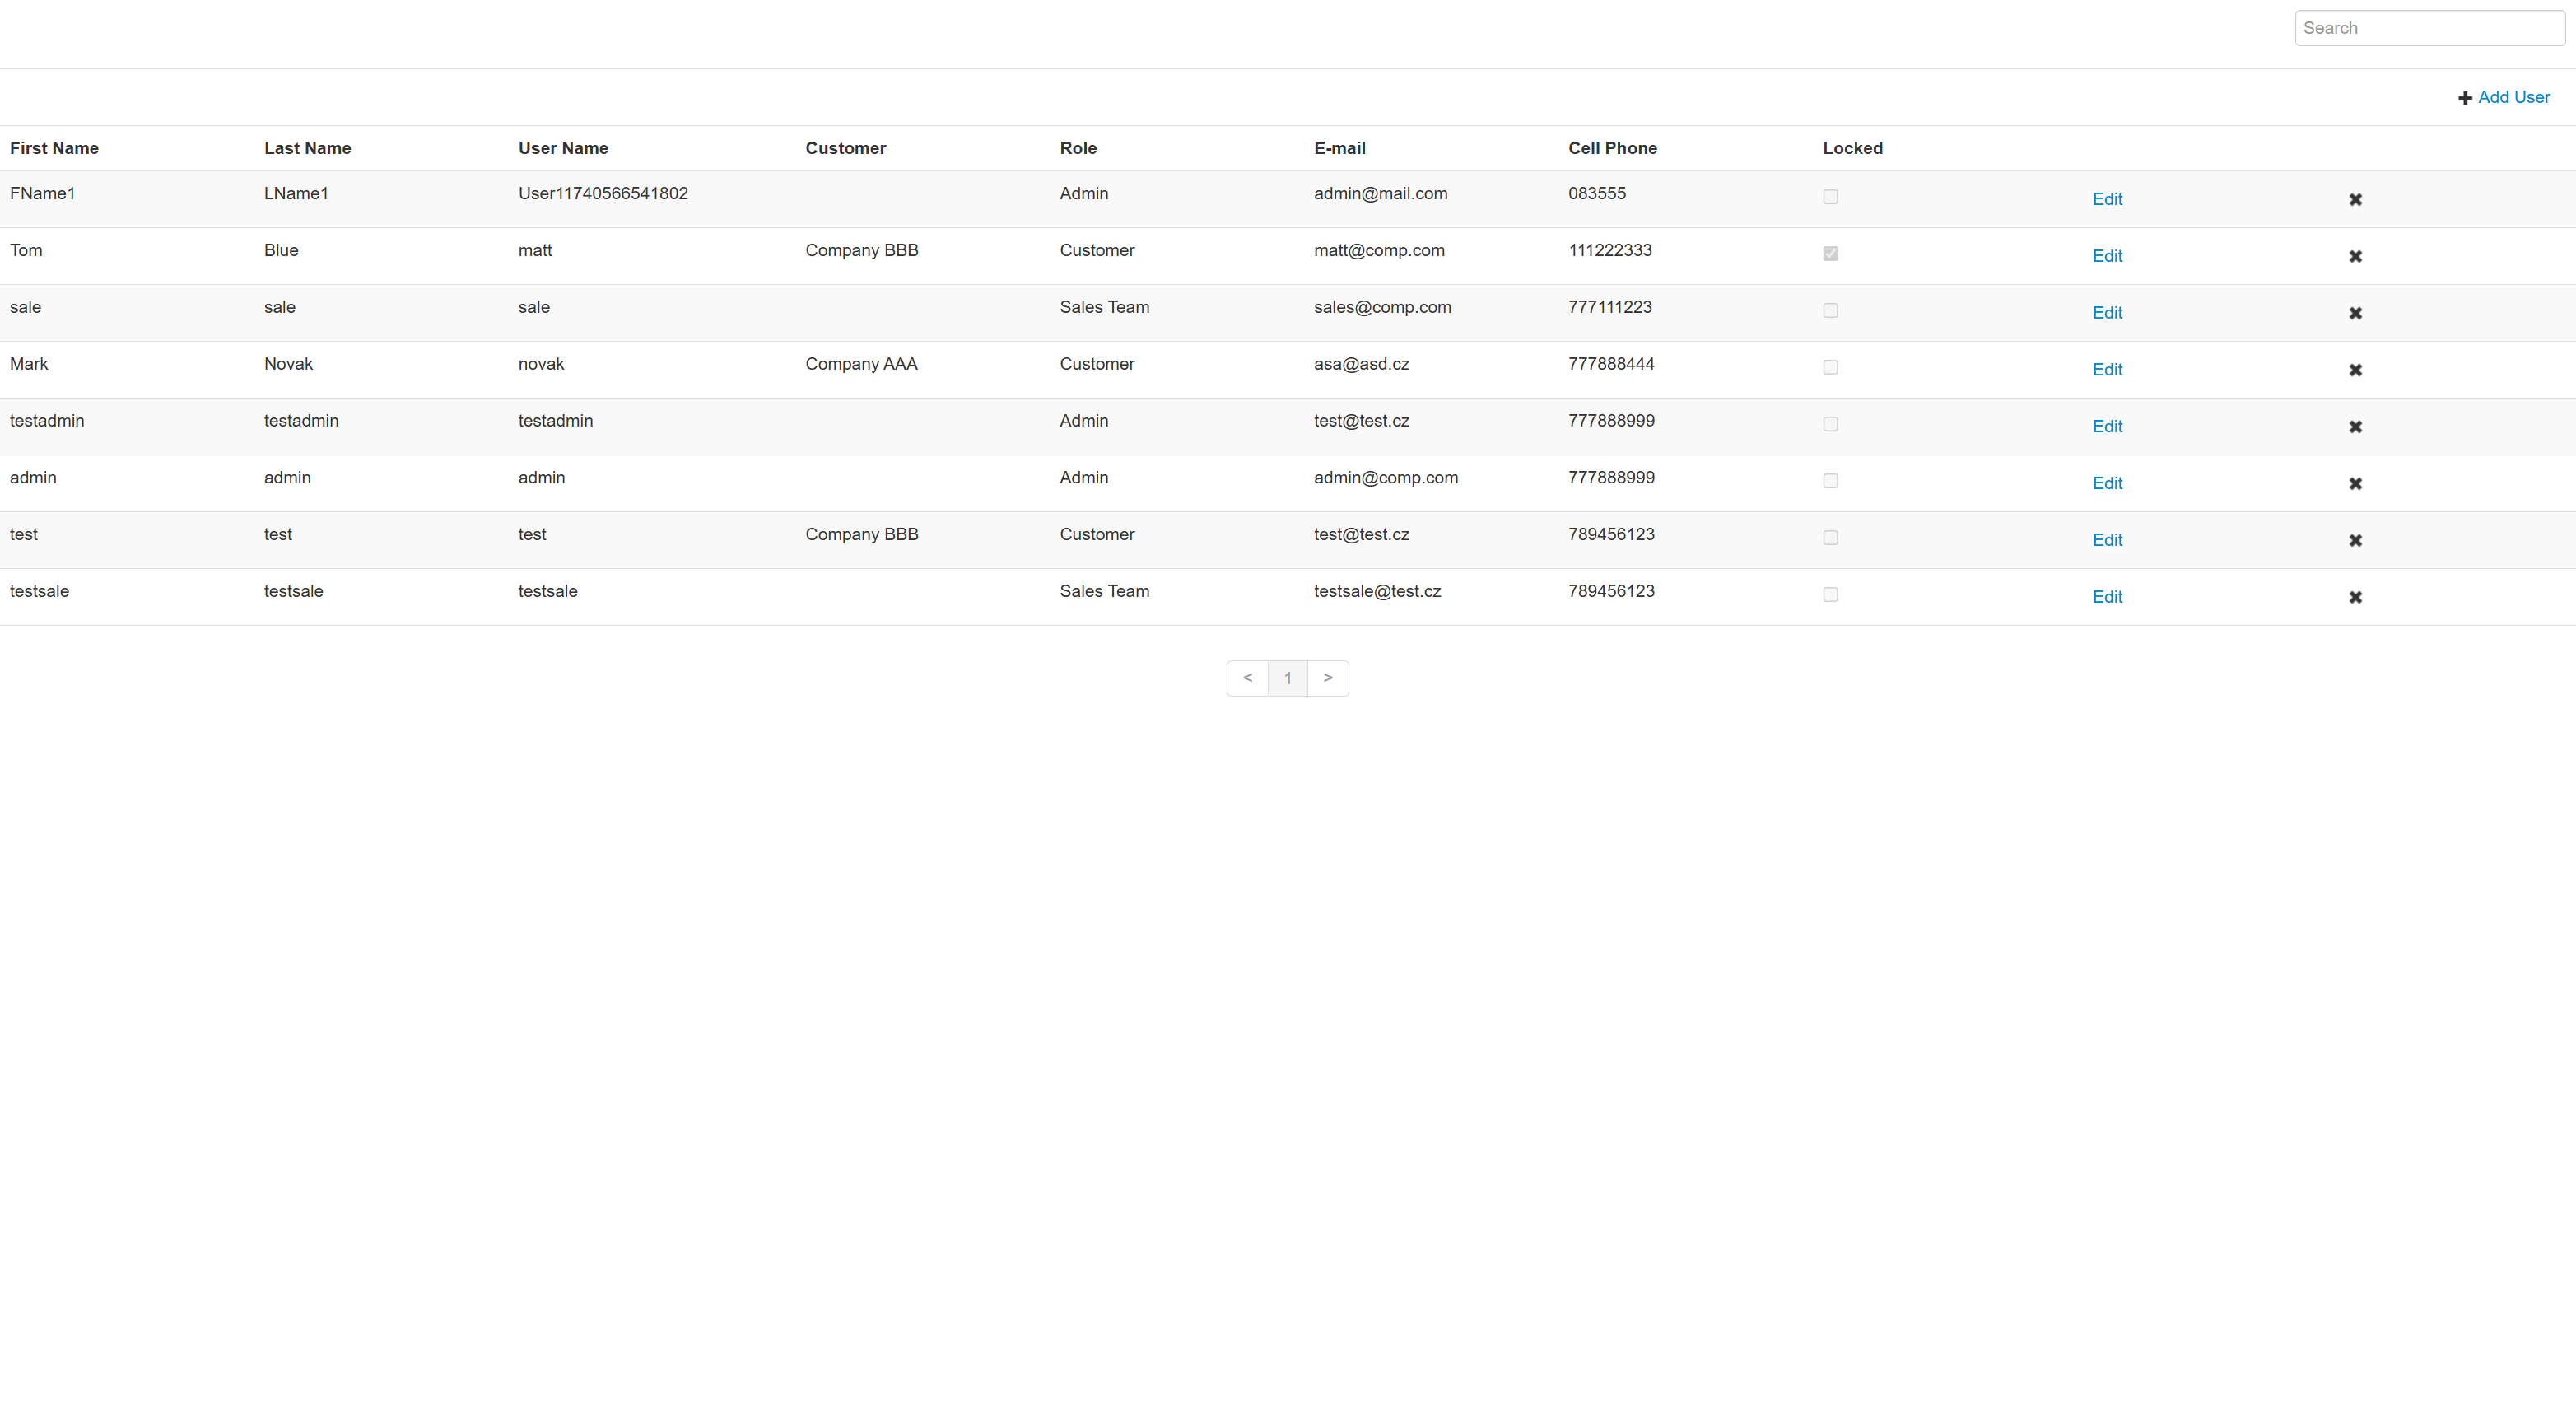 Search
Add User
First Name Last Name User Name Customer Role E-mail Cell Phone Locked
FName1 LName1 User11740566541802 Admin admin@mail.com 083555 Edit
Tom Blue matt Company BBB Customer matt@comp.com 111222333 Edit
sale sale sale Sales Team sales@comp.com 777111223 Edit
Mark Novak novak Company AAA Customer asa@asd.cz 777888444 Edit
testadmin testadmin testadmin Admin test@test.cz 777888999 Edit
admin admin admin Admin admin@comp.com 777888999 Edit
test test test Company BBB Customer test@test.cz 789456123 Edit
testsale testsale testsale Sales Team testsale@test.cz 789456123 Edit
< 1 >